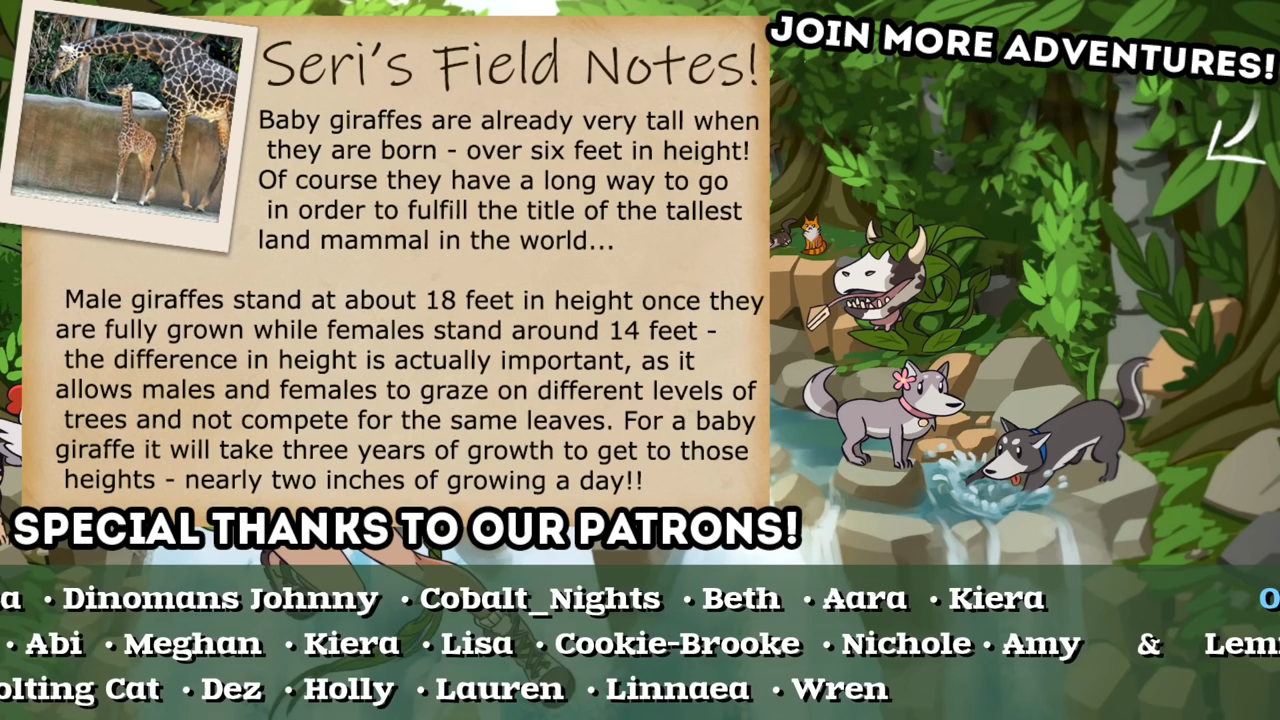 Seri's Field Notes!
JOIN MORE ADVENTURES!
Baby giraffes are already very tall when
they are born - over six feet in height!
Of course they have a long way to go
in order to fulfill the title of the tallest
land mammal in the world...
Male giraffes stand at about 18 feet in height once they
are fully grown while females stand around 14 feet -
the difference in height is actually important, as it
allows males and females to graze on different levels of
trees and not compete for the same leaves. For a baby
giraffe it will take three years of growth to get to those
heights - nearly two inches of growing a day!!
SPECIAL THANKS TO OUR PATRONS!
a · Dinomans Johnny · Cobalt_Nights · Beth · Aara · Kiera
· Abi · Meghan · Kiera · Lisa · Cookie-Brooke · Nichole · Amy & Lem
olting Cat · Dez · Holly · Lauren · Linnaea · Wren